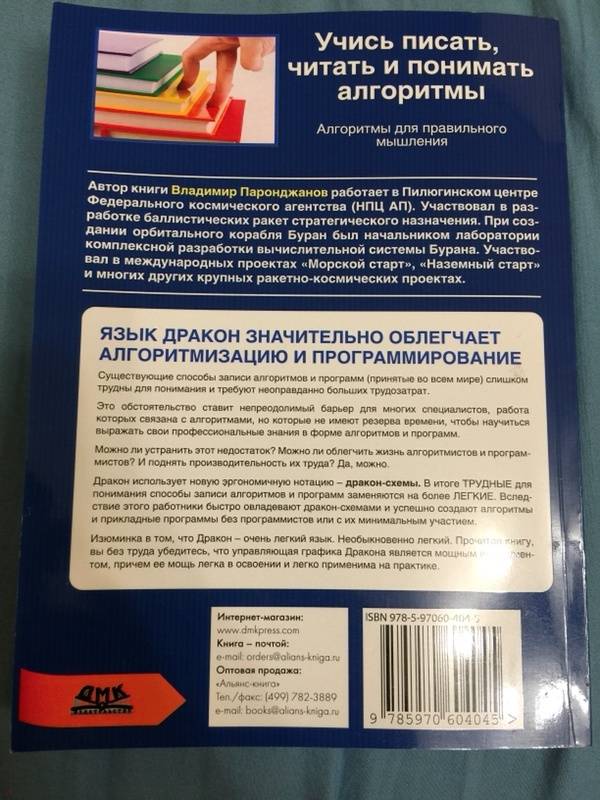 Учись писать,
читать и понимать
алгоритмы
Алгоритмы для правильного
мышления
Автор книги Владимир Паронджанов работает в Пилюгинском центре
Федерального космического агентства (НПЦ АП). Участвовал в раз-
работке баллистических ракет стратегического назначения. При соз-
дании орбитального корабля Буран был начальником лаборатории
комплексной разработки вычислительной системы Бурана. Участво-
вал в международных проектах «Морской старт», «Наземный старт»
и многих других крупных ракетно-космических проектах.
ЯЗЫК ДРАКОН ЗНАЧИТЕЛЬНО ОБЛЕГЧАЕТ
АЛГОРИТМИЗАЦИЮ И ПРОГРАММИРОВАНИЕ
Существующие способы записи алгоритмов и программ (принятые во всем мире) слишком
трудны для понимания и требуют неоправданно больших трудозатрат.
Это обстоятельство ставит непреодолимый барьер для многих специалистов, работа
которых связана с алгоритмами, но которые не имеют резерва времени, чтобы научиться
выражать свои профессиональные знания в форме алгоритмов и программ.
Можно ли устранить этот недостаток? Можно ли облегчить жизнь алгоритмистов и програм-
мистов? И поднять производительность их труда? Да, можно.
Дракон использует новую эргономичную нотацию – дракон-схемы. В итоге ТРУДНЫЕ для
понимания способы записи алгоритмов и программ заменяются на более ЛЕГКИЕ. Вслед-
ствие этого работники быстро овладевают дракон-схемами и успешно создают алгоритмы
и прикладные программы без программистов или с их минимальным участием.
Изюминка в том, что Дракон – очень легкий язык. Необыкновенно легкий. Прочитав книгу,
вы без труда убедитесь, что управляющая графика Дракона является мощным
том, причем ее мощь легка в освоении и легко применима на практике.
Интернет-магазин:
www.dmkpress.com
Книга – почтой:
e-mail: orders@alians-kniga.ru
Оптовая продажа:
«Альянс-книга»
Тел./факс: (499) 782-3889
e-mail: books@alians-kniga.ru
ISBN 978-5-97060-404-5
9 785970 604045 >
ДМК